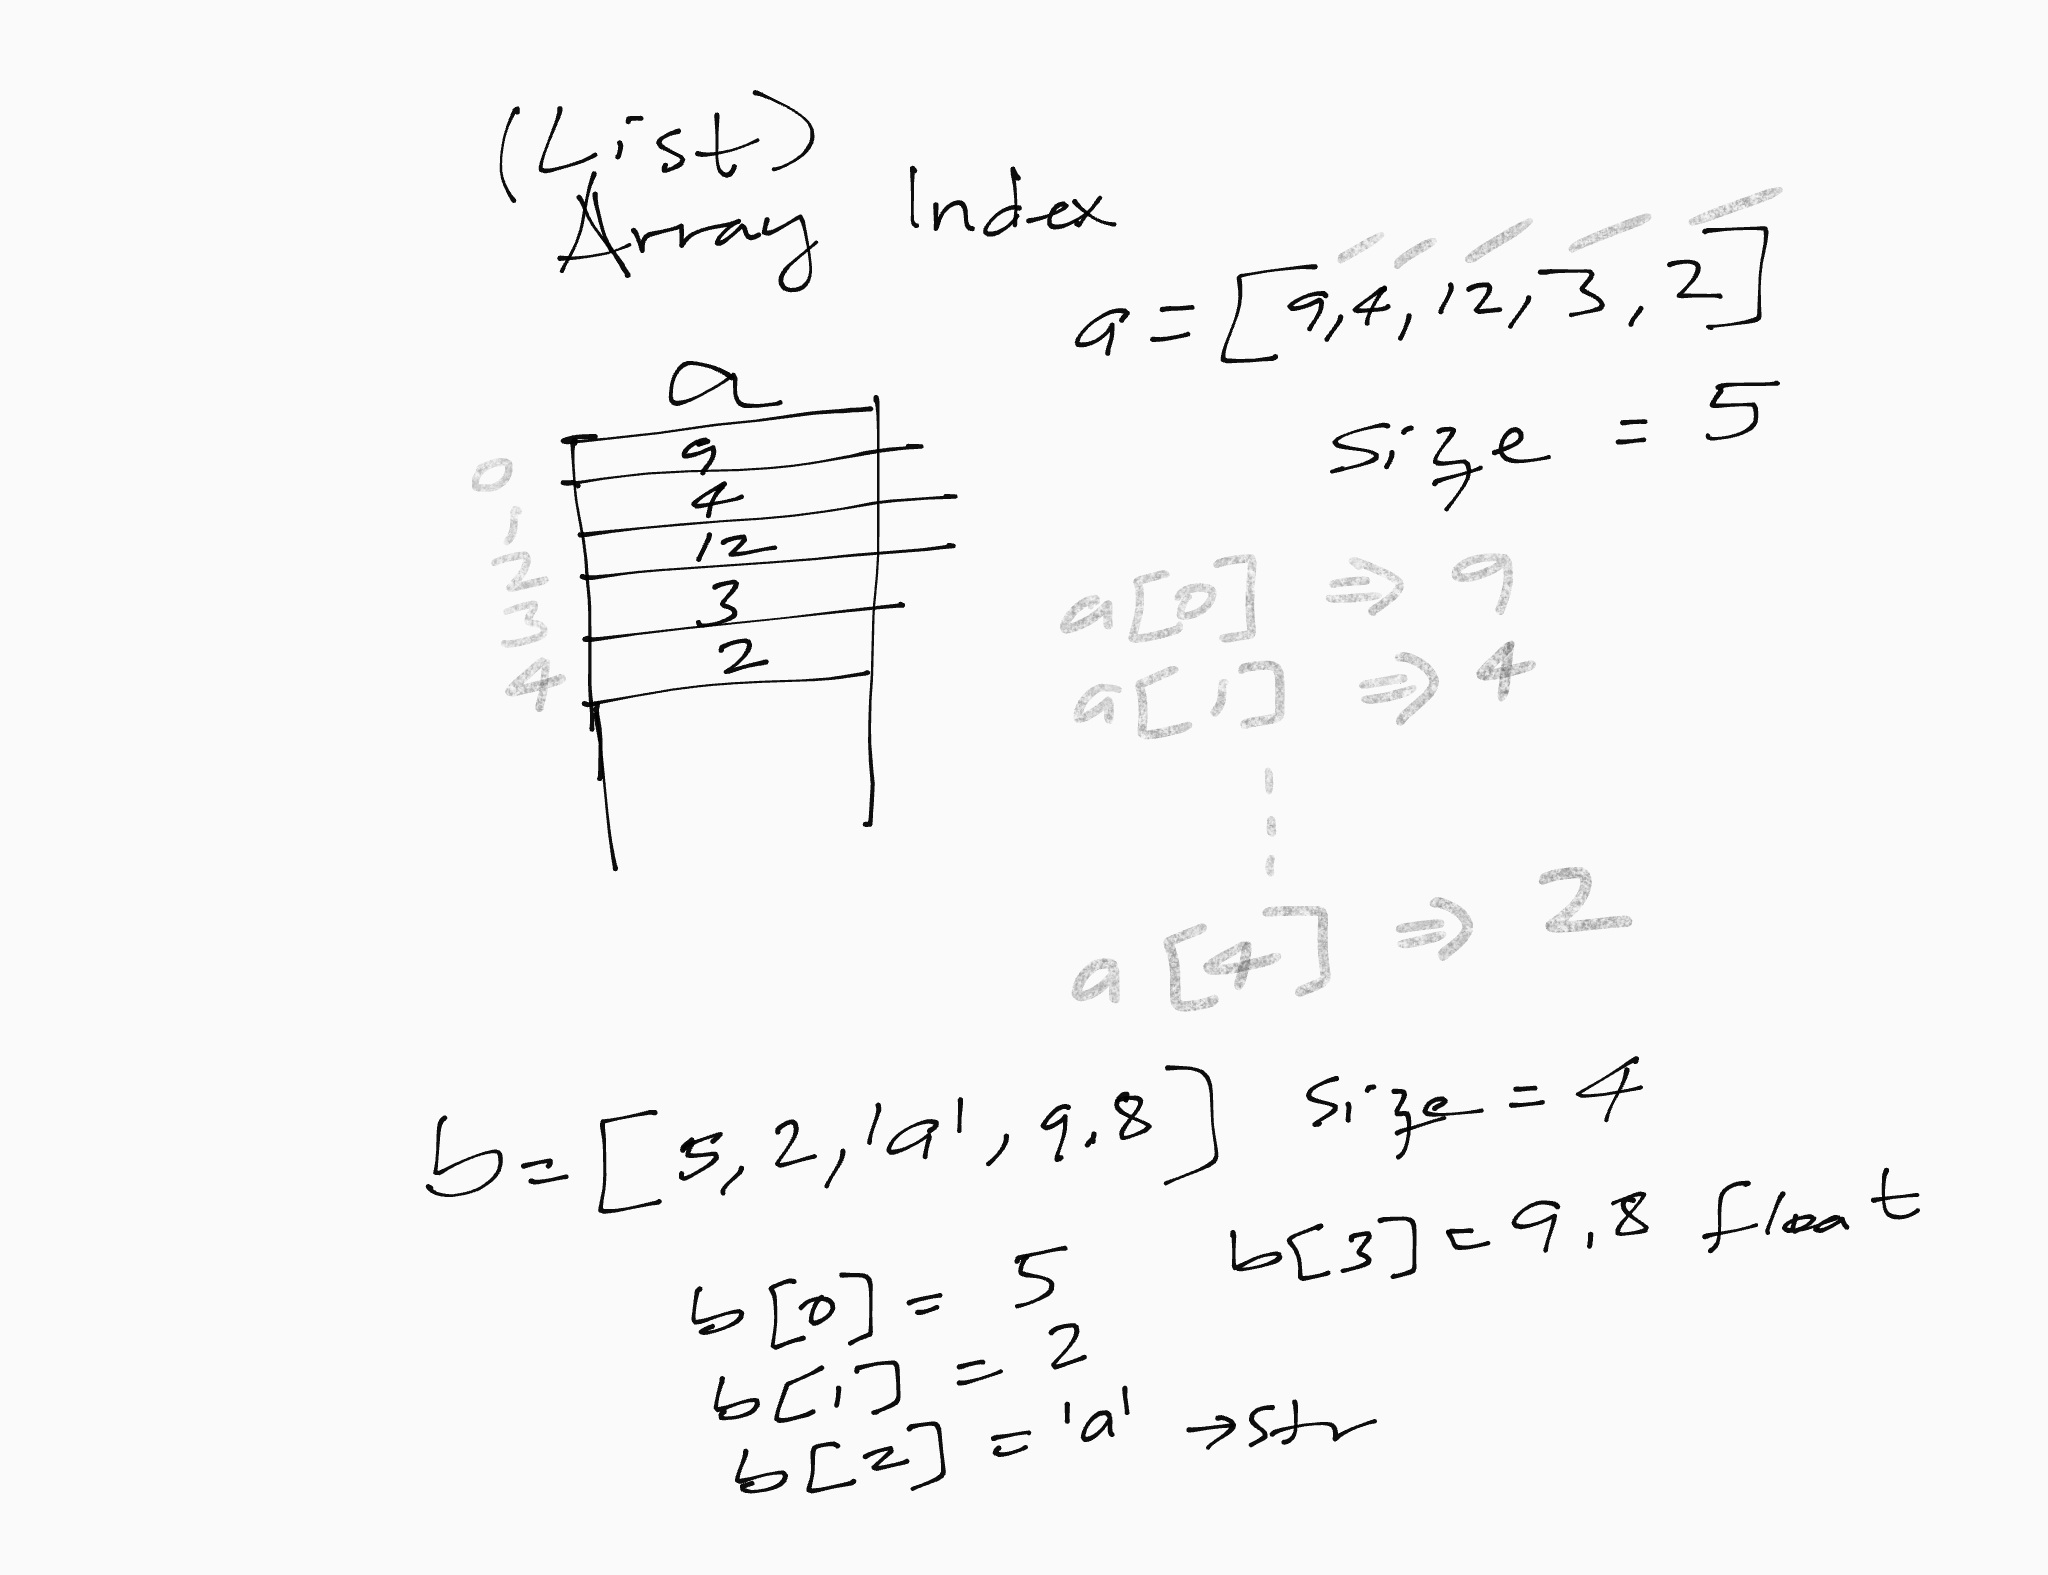 (List)
Array Index
a = [9,4,12,3,2]
size = 5
a
0 9
1 4
2 12
3 3
4 2
a[0] ⇒ 9
a[1] ⇒ 4
a[4] ⇒ 2
b = [5,2,'a',9.8] size = 4
b[3] = 9.8 float
b[0] = 5
b[1] = 2
b[2] = 'a' → str